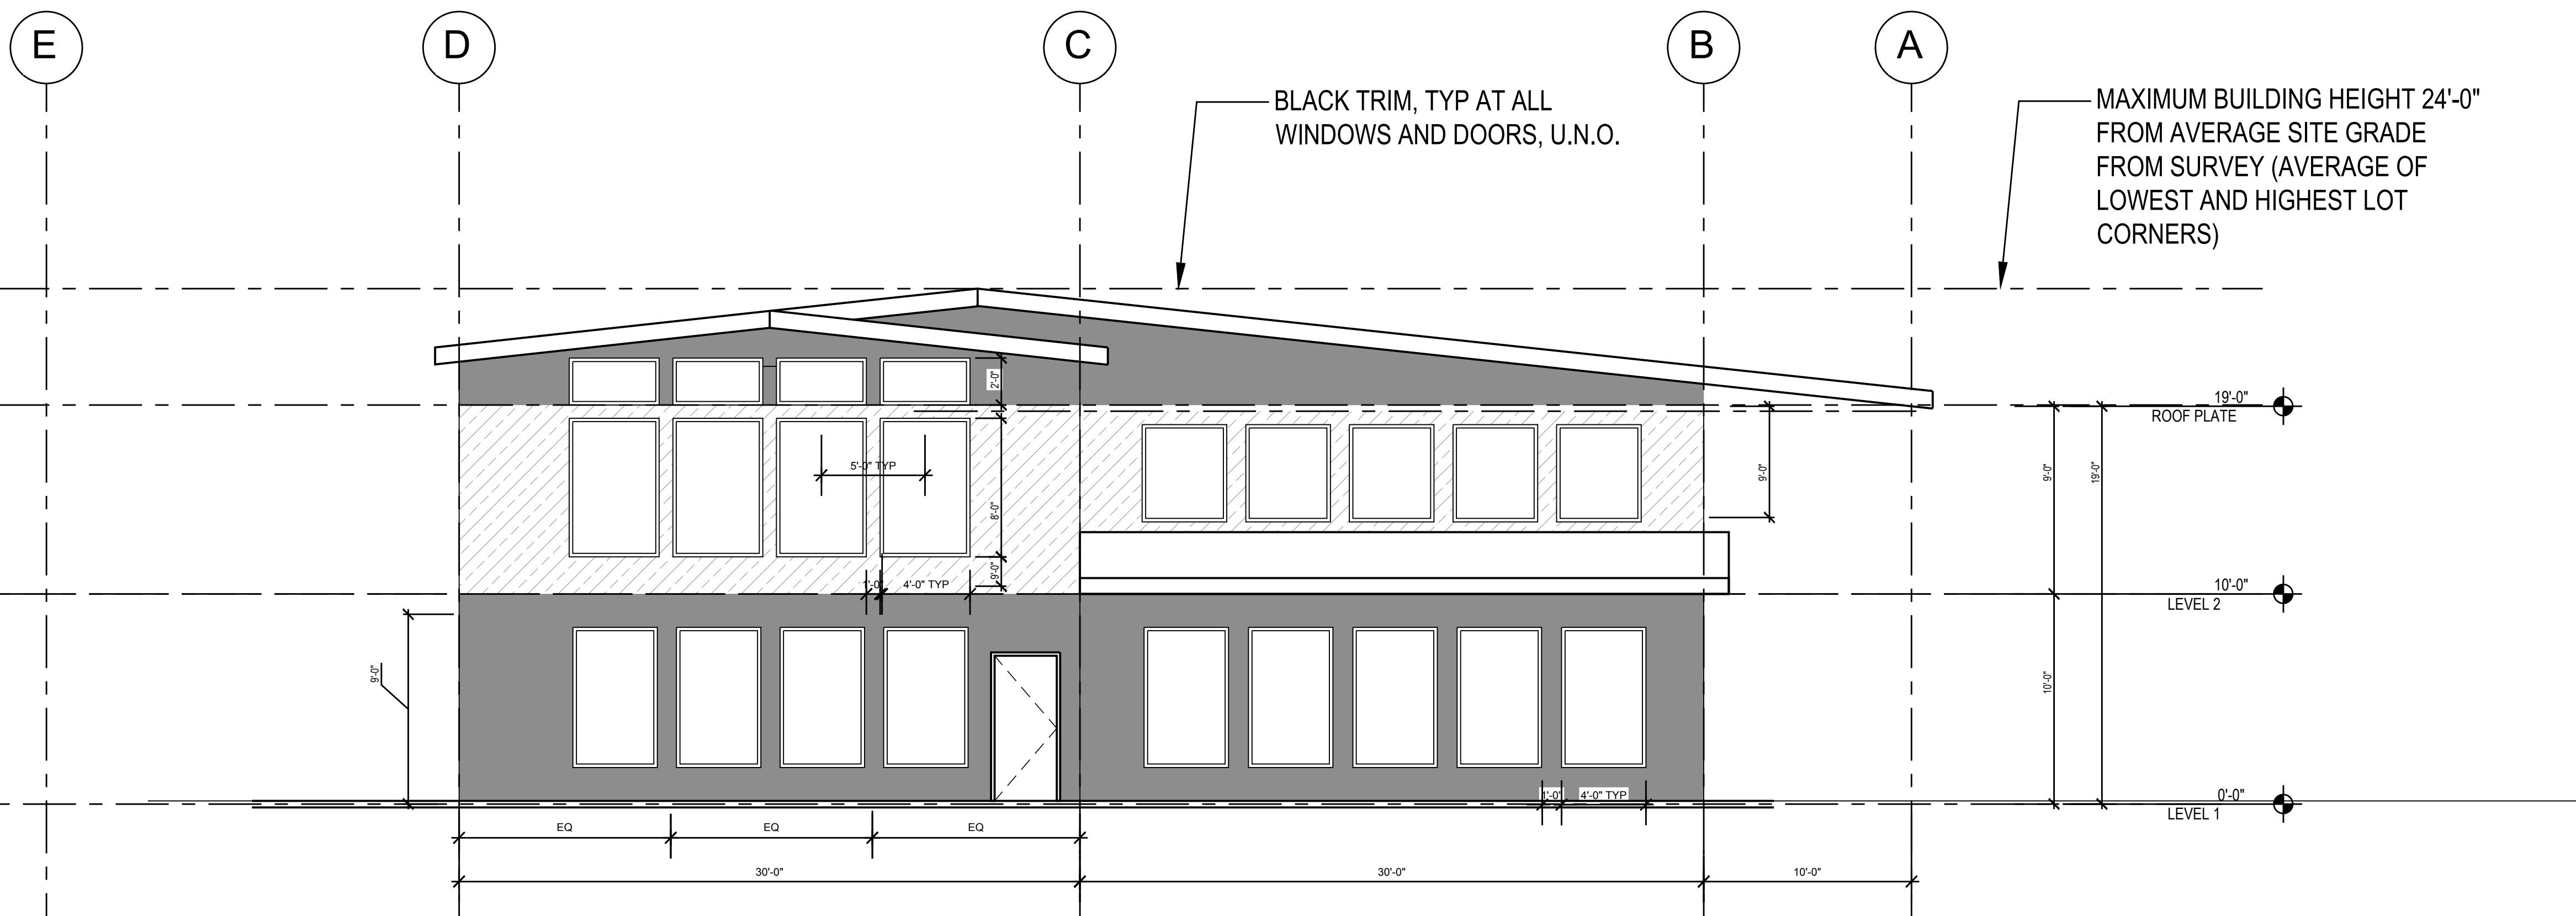 E
D
C
B
A
BLACK TRIM, TYP AT ALL
WINDOWS AND DOORS, U.N.O.
MAXIMUM BUILDING HEIGHT 24'-0"
FROM AVERAGE SITE GRADE
FROM SURVEY (AVERAGE OF
LOWEST AND HIGHEST LOT
CORNERS)
2'-0"
19'-0"
ROOF PLATE
5'-0" TYP
9'-0"
9'-0"
19'-0"
8'-0"
9'-0"
1'-0"
4'-0" TYP
10'-0"
LEVEL 2
9'-0"
10'-0"
1'-0"
4'-0" TYP
0'-0"
LEVEL 1
EQ
EQ
EQ
30'-0"
30'-0"
10'-0"